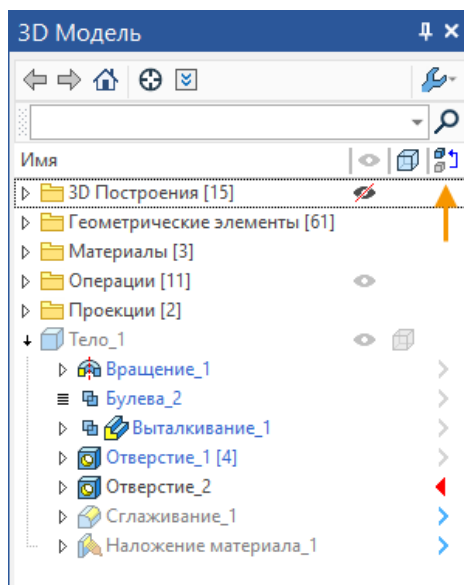 3D Модель
Имя
3D Построения [15]
Геометрические элементы [61]
Материалы [3]
Операции [11]
Проекции [2]
Тело_1
Вращение_1
Булева_2
Выталкивание_1
Отверстие_1 [4]
Отверстие_2
Сглаживание_1
Наложение материала_1